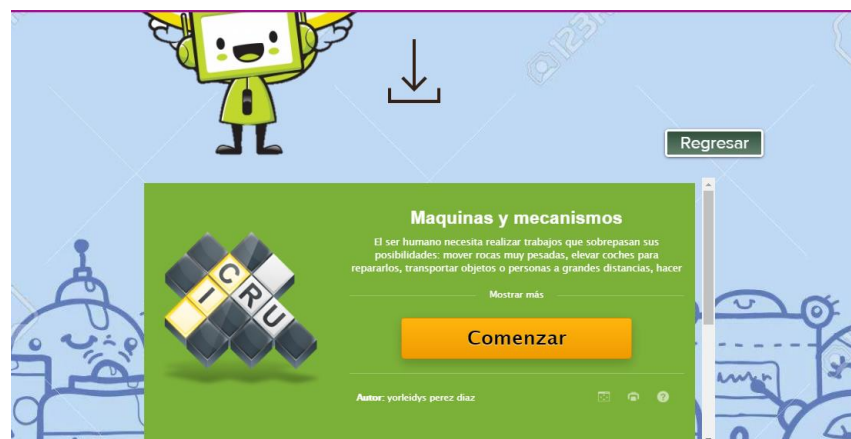 Regresar
Maquinas y mecanismos
El ser humano necesita realizar trabajos que sobrepasan sus
posibilidades: mover rocas muy pesadas, elevar coches para
repararlos, transportar objetos o personas a grandes distancias, hacer
Mostrar más
Comenzar
Autor: yorleidys perez diaz
C
I
R
U